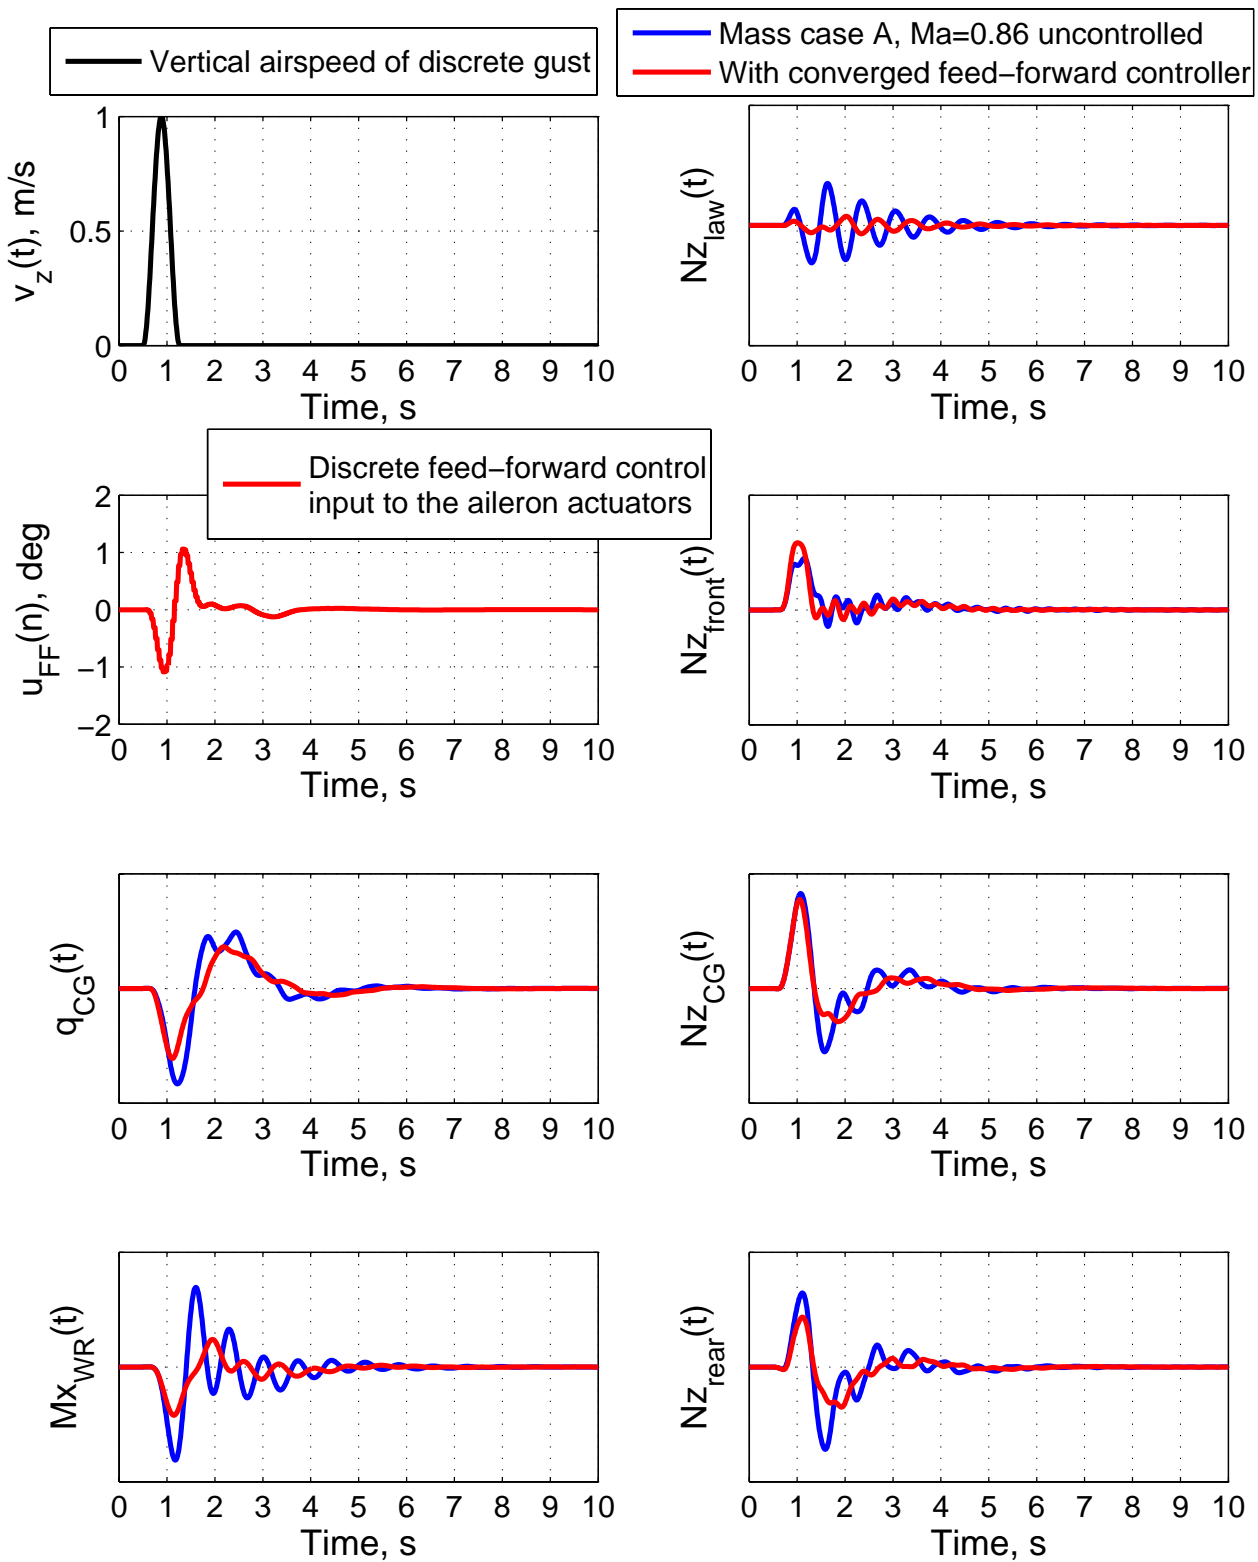 Vertical airspeed of discrete gust
Mass case A, Ma=0.86 uncontrolled
With converged feed−forward controller
1
0.5
0
v_z(t), m/s
0 1 2 3 4 5 6 7 8 9 10
Time, s
Nz_law(t)
0 1 2 3 4 5 6 7 8 9 10
Time, s
Discrete feed−forward control
input to the aileron actuators
2
1
0
−1
−2
u_FF(n), deg
0 1 2 3 4 5 6 7 8 9 10
Time, s
Nz_front(t)
0 1 2 3 4 5 6 7 8 9 10
Time, s
q_CG(t)
0 1 2 3 4 5 6 7 8 9 10
Time, s
Nz_CG(t)
0 1 2 3 4 5 6 7 8 9 10
Time, s
Mx_WR(t)
0 1 2 3 4 5 6 7 8 9 10
Time, s
Nz_rear(t)
0 1 2 3 4 5 6 7 8 9 10
Time, s